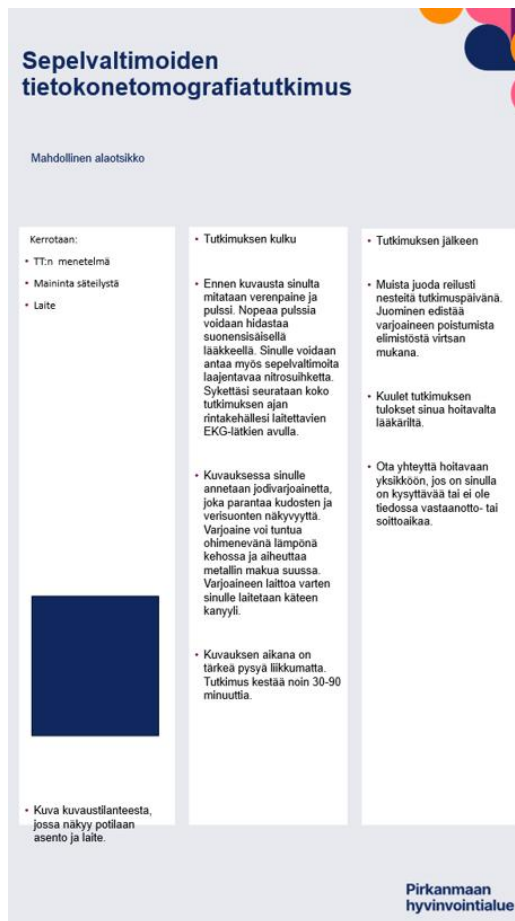 Sepelvaltimoiden
tietokonetomografiatutkimus
Mahdollinen alaotsikko
Kerrotaan:
• TT:n menetelmä
• Maininta säteilystä
• Laite
• Kuva kuvaustilanteesta,
jossa näkyy potilaan
asento ja laite.
• Tutkimuksen kulku
• Ennen kuvausta sinulta
mitataan verenpaine ja
pulssi. Nopeaa pulssia
voidaan hidastaa
suonensisäisellä
lääkkeellä. Sinulle voidaan
antaa myös sepelvaltimoita
laajentavaa nitrosuihketta.
Sykettäsi seurataan koko
tutkimuksen ajan
rintakehällesi laitettavien
EKG-lätkien avulla.
• Kuvauksessa sinulle
annetaan jodivarjoainetta,
joka parantaa kudosten ja
verisuonten näkyvyyttä.
Varjoaine voi tuntua
ohimenevänä lämpönä
kehossa ja aiheuttaa
metallin makua suussa.
Varjoaineen laittoa varten
sinulle laitetaan käteen
kanyyli.
• Kuvauksen aikana on
tärkeä pysyä liikkumatta.
Tutkimus kestää noin 30-90
minuuttia.
• Tutkimuksen jälkeen
• Muista juoda reilusti
nesteitä tutkimuspäivänä.
Juominen edistää
varjoaineen poistumista
elimistöstä virtsan
mukana.
• Kuulet tutkimuksen
tulokset sinua hoitavalta
lääkäriltä.
• Ota yhteyttä hoitavaan
yksikköön, jos on sinulla
on kysyttävää tai ei ole
tiedossa vastaanotto- tai
soittoaikaa.
Pirkanmaan
hyvinvointialue